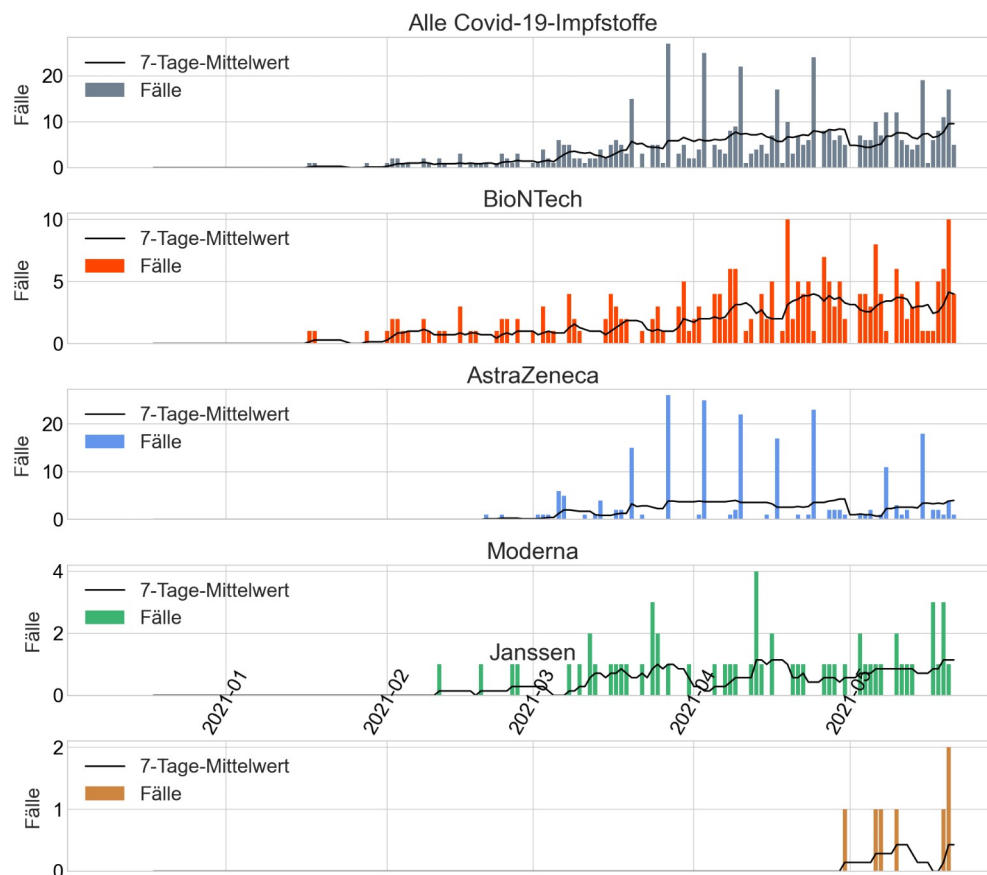 Alle Covid-19-Impfstoffe
Fälle
20
10
0
7-Tage-Mittelwert
Fälle
BioNTech
Fälle
10
5
0
7-Tage-Mittelwert
Fälle
AstraZeneca
Fälle
20
10
0
7-Tage-Mittelwert
Fälle
Moderna
Fälle
4
2
0
7-Tage-Mittelwert
Fälle
Janssen
2021-01
2021-02
2021-03
2021-04
2021-05
Fälle
2
1
0
7-Tage-Mittelwert
Fälle